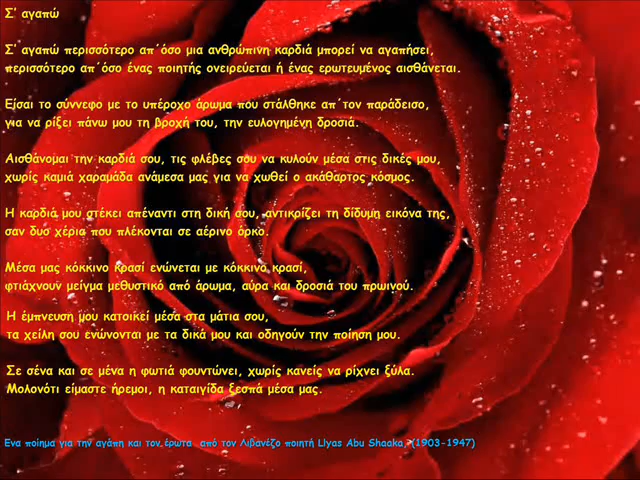 Σ' αγαπώ
Σ' αγαπώ περισσότερο απ΄όσο μια ανθρώπινη καρδιά μπορεί να αγαπήσει,
περισσότερο απ΄όσο ένας ποιητής ονειρεύεται ή ένας ερωτευμένος αισθάνεται.
Είσαι το σύννεφο με το υπέροχο άρωμα που στάλθηκε απ΄τον παράδεισο,
για να ρίξει πάνω μου τη βροχή του, την ευλογημένη δροσιά.
Αισθάνομαι την καρδιά σου, τις φλέβες σου να κυλούν μέσα στις δικές μου,
χωρίς καμιά χαραμάδα ανάμεσα μας για να χωθεί ο ακάθαρτος κόσμος.
Η καρδιά μου στέκει απέναντι στη δική σου, αντικρίζει τη δίδυμη εικόνα της,
σαν δυο χέρια που πλέκονται σε αέρινο όρκο.
Μέσα μας κόκκινο κρασί ενώνεται με κόκκινο κρασί,
φτιάχνουν μείγμα μεθυστικό από άρωμα, αύρα και δροσιά του πρωινού.
Η έμπνευσή μου κατοικεί μέσα στα μάτια σου,
τα χείλη σου ενώνονται με τα δικά μου και οδηγούν την ποίηση μου.
Σε σένα και σε μένα η φωτιά φουντώνει, χωρίς κανείς να ρίχνει ξύλα.
Μολονότι είμαστε ήρεμοι, η καταιγίδα ξεσπά μέσα μας.
Ενα ποίημα για την αγάπη και τον έρωτα από τον Λιβανέζο ποιητή Llyas Abu Shaaka, (1903-1947)